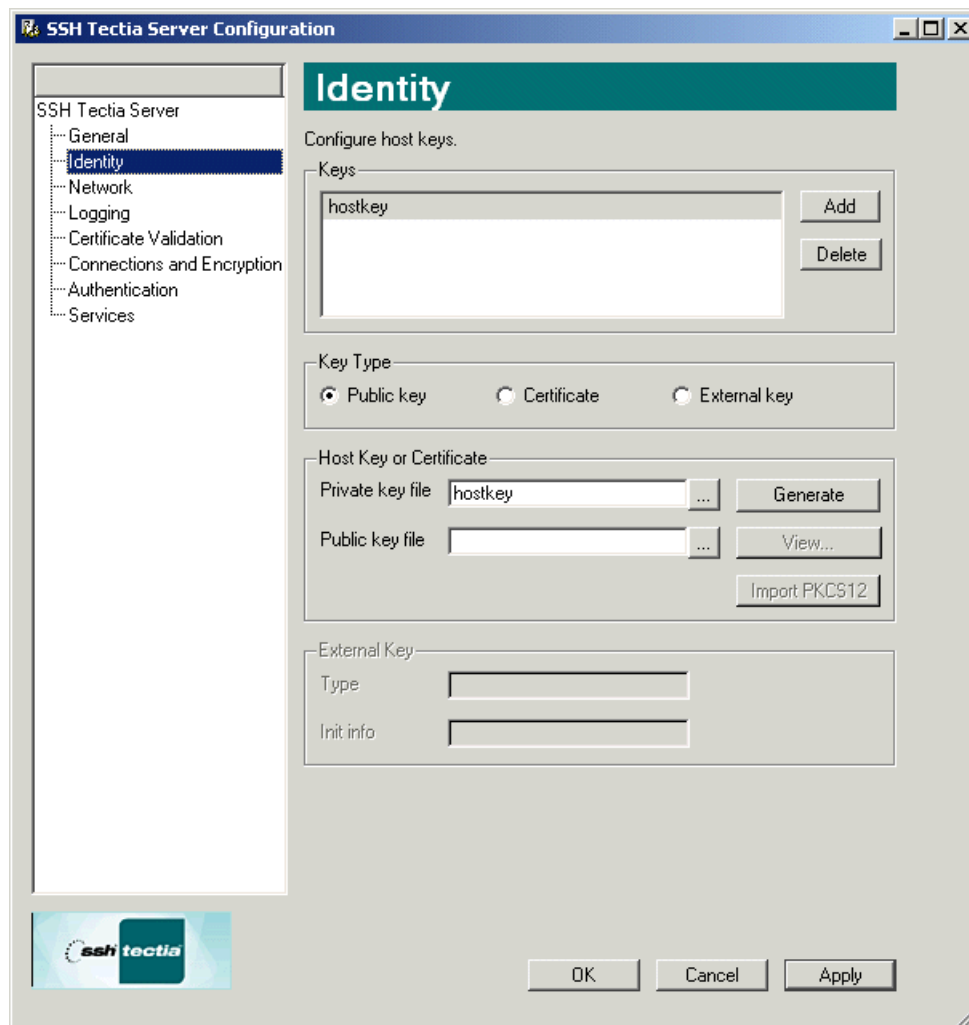 SSH Tectia Server Configuration
SSH Tectia Server
General
Identity
Network
Logging
Certificate Validation
Connections and Encryption
Authentication
Services
Identity
Configure host keys.
Keys
hostkey
Add
Delete
Key Type
Public key Certificate External key
Host Key or Certificate
Private key file hostkey ... Generate
Public key file ... View...
Import PKCS12
External Key
Type
Init info
ssh tectia
OK Cancel Apply